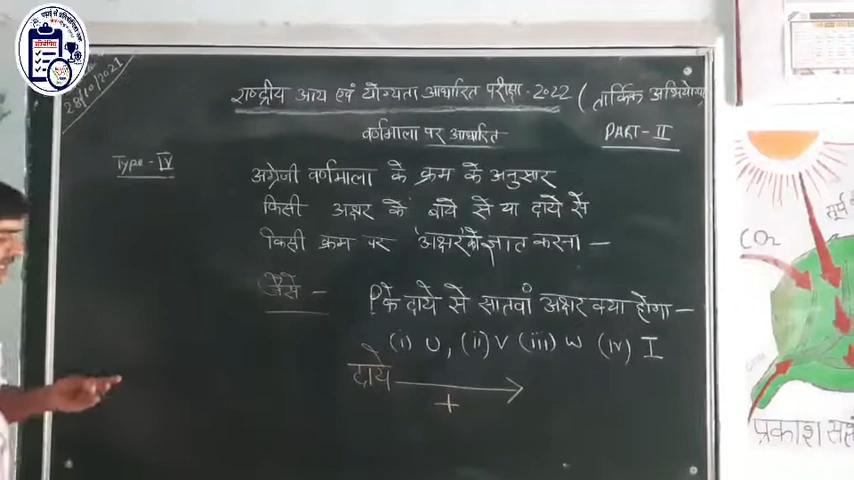 28/10/2021
राष्ट्रीय आय एवं योग्यता आधारित परीक्षा-2022 (तार्किक अभियोग्
वर्णमाला पर आधारित PART-II
Type-IV
अंग्रेजी वर्णमाला के क्रम के अनुसार
किसी अक्षर के बाये से या दाये से
किसी क्रम पर 'अक्षर' को ज्ञात करना -
जैसे - P के दाये से सातवां अक्षर क्या होगा -
(i) U, (ii) V (iii) W (iv) I
दाये
+
CO₂
सूर्य
प्रकाश